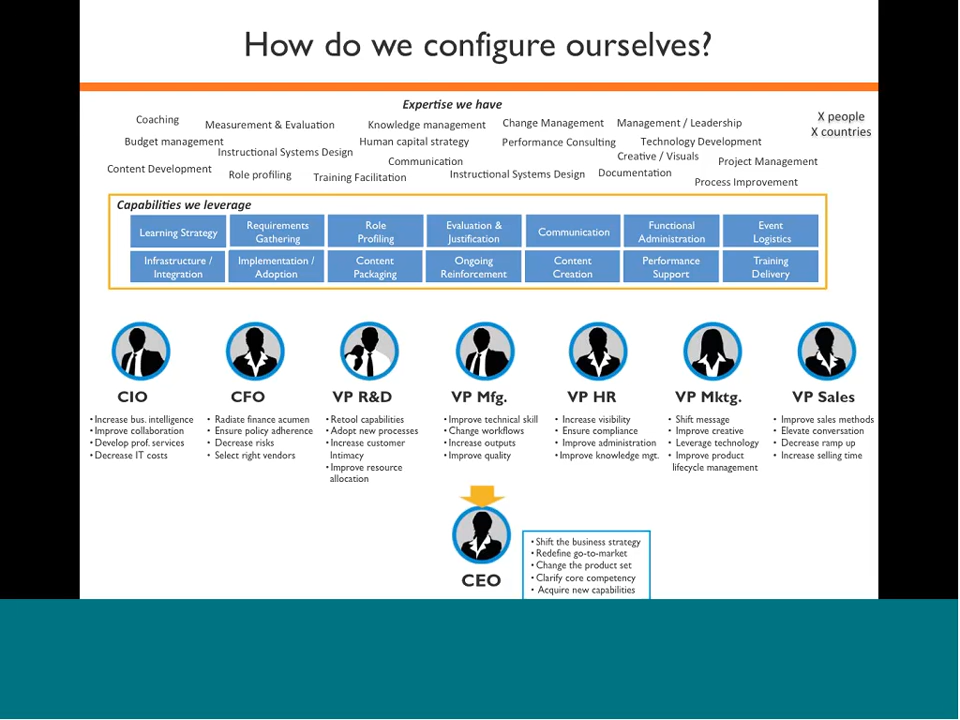 How do we configure ourselves?
Expertise we have
X people
X countries
Coaching
Measurement & Evaluation
Knowledge management
Change Management
Management / Leadership
Budget management
Human capital strategy
Performance Consulting
Technology Development
Instructional Systems Design
Communication
Creative / Visuals
Project Management
Content Development
Role profiling
Training Facilitation
Instructional Systems Design
Documentation
Process Improvement
Capabilities we leverage
Learning Strategy
Requirements
Gathering
Role
Profiling
Evaluation &
Justification
Communication
Functional
Administration
Event
Logistics
Infrastructure /
Integration
Implementation /
Adoption
Content
Packaging
Ongoing
Reinforcement
Content
Creation
Performance
Support
Training
Delivery
CIO
• Increase bus. intelligence
• Improve collaboration
• Develop prof. services
• Decrease IT costs
CFO
• Radiate finance acumen
• Ensure policy adherence
• Decrease risks
• Select right vendors
VP R&D
• Retool capabilities
• Adopt new processes
• Increase customer
Intimacy
• Improve resource
allocation
VP Mfg.
• Improve technical skill
• Change workflows
• Increase outputs
• Improve quality
VP HR
• Increase visibility
• Ensure compliance
• Improve administration
• Improve knowledge mgt.
VP Mktg.
• Shift message
• Improve creative
• Leverage technology
• Improve product
lifecycle management
VP Sales
• Improve sales methods
• Elevate conversation
• Decrease ramp up
• Increase selling time
CEO
• Shift the business strategy
• Redefine go-to-market
• Change the product set
• Clarify core competency
• Acquire new capabilities